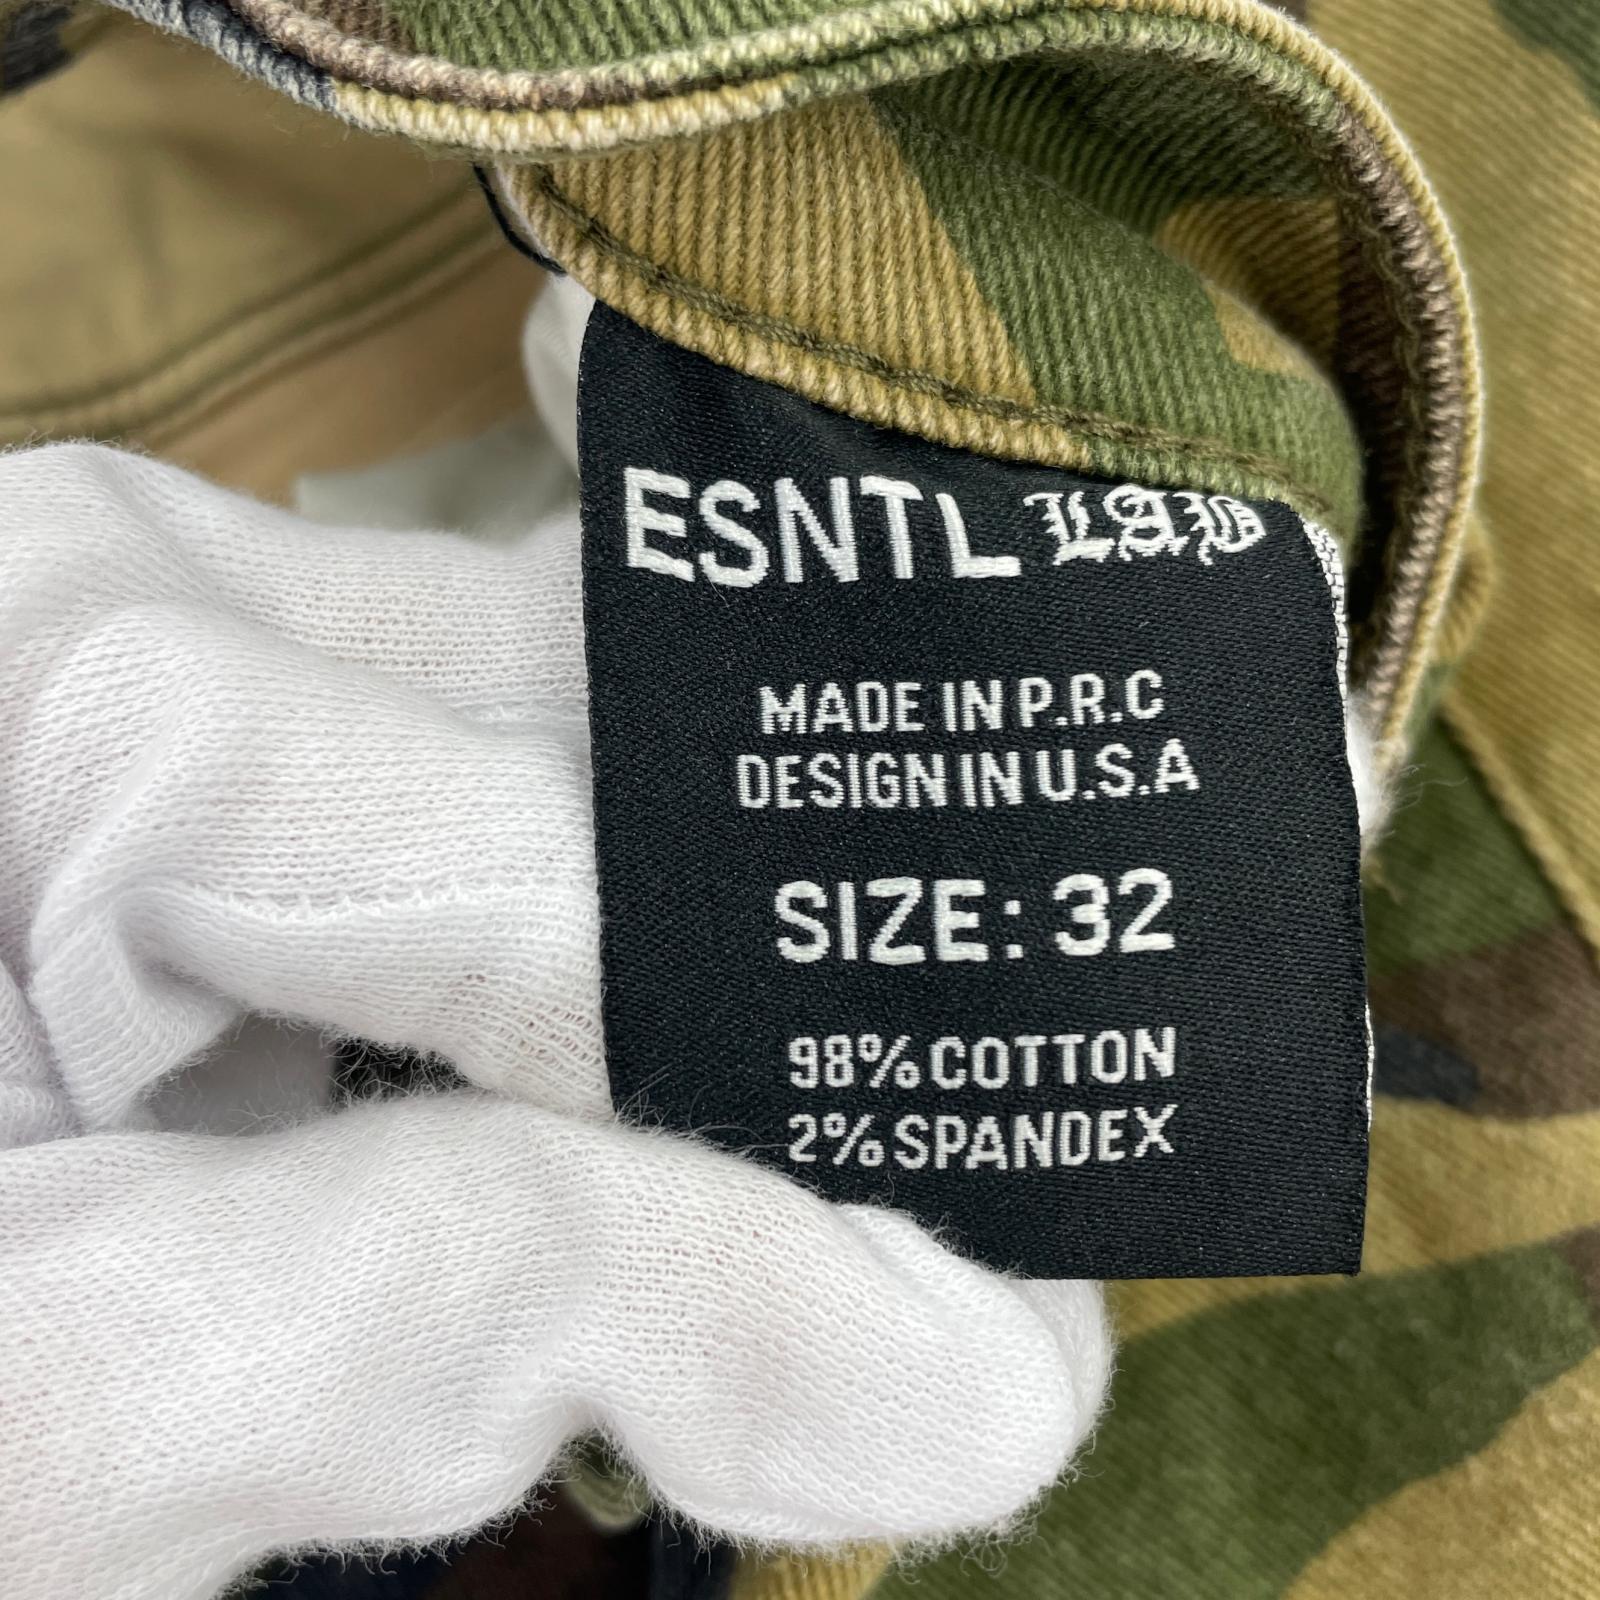 ESNTL LAB
MADE IN P.R.C
DESIGN IN U.S.A
SIZE: 32
98% COTTON
2% SPANDEX